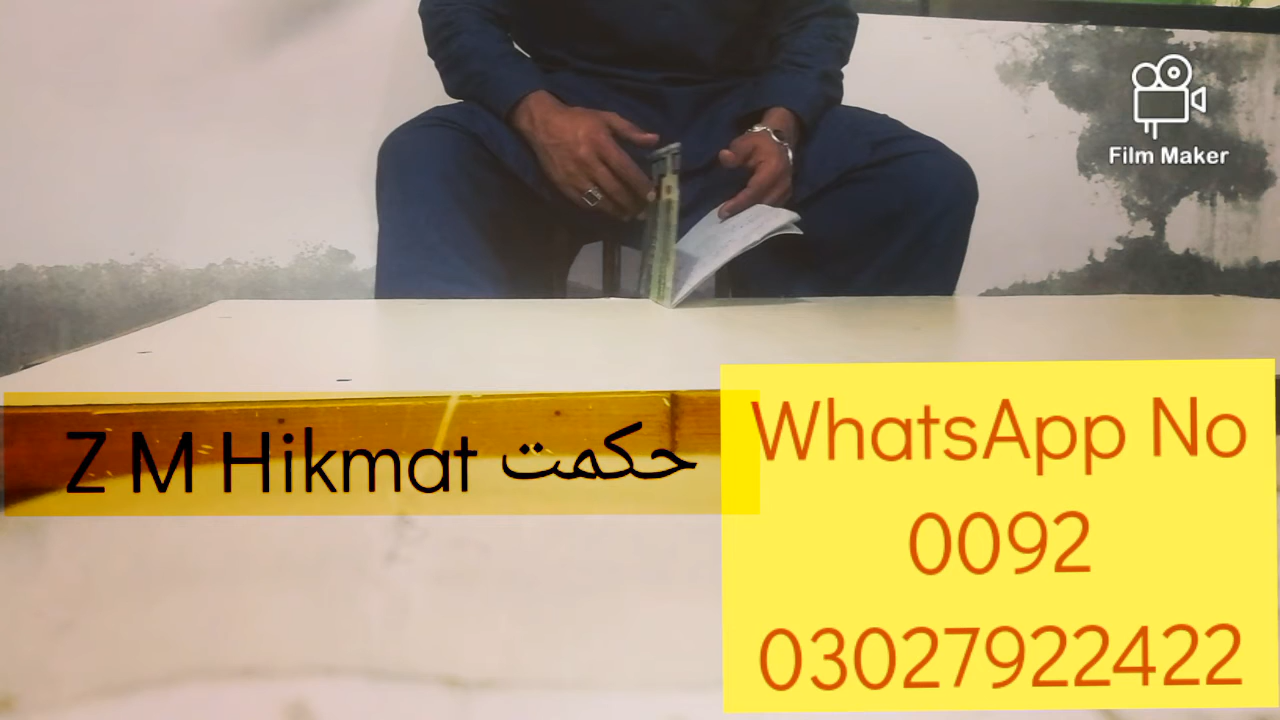 Film Maker
Z M Hikmat حکمت
WhatsApp No
0092
03027922422